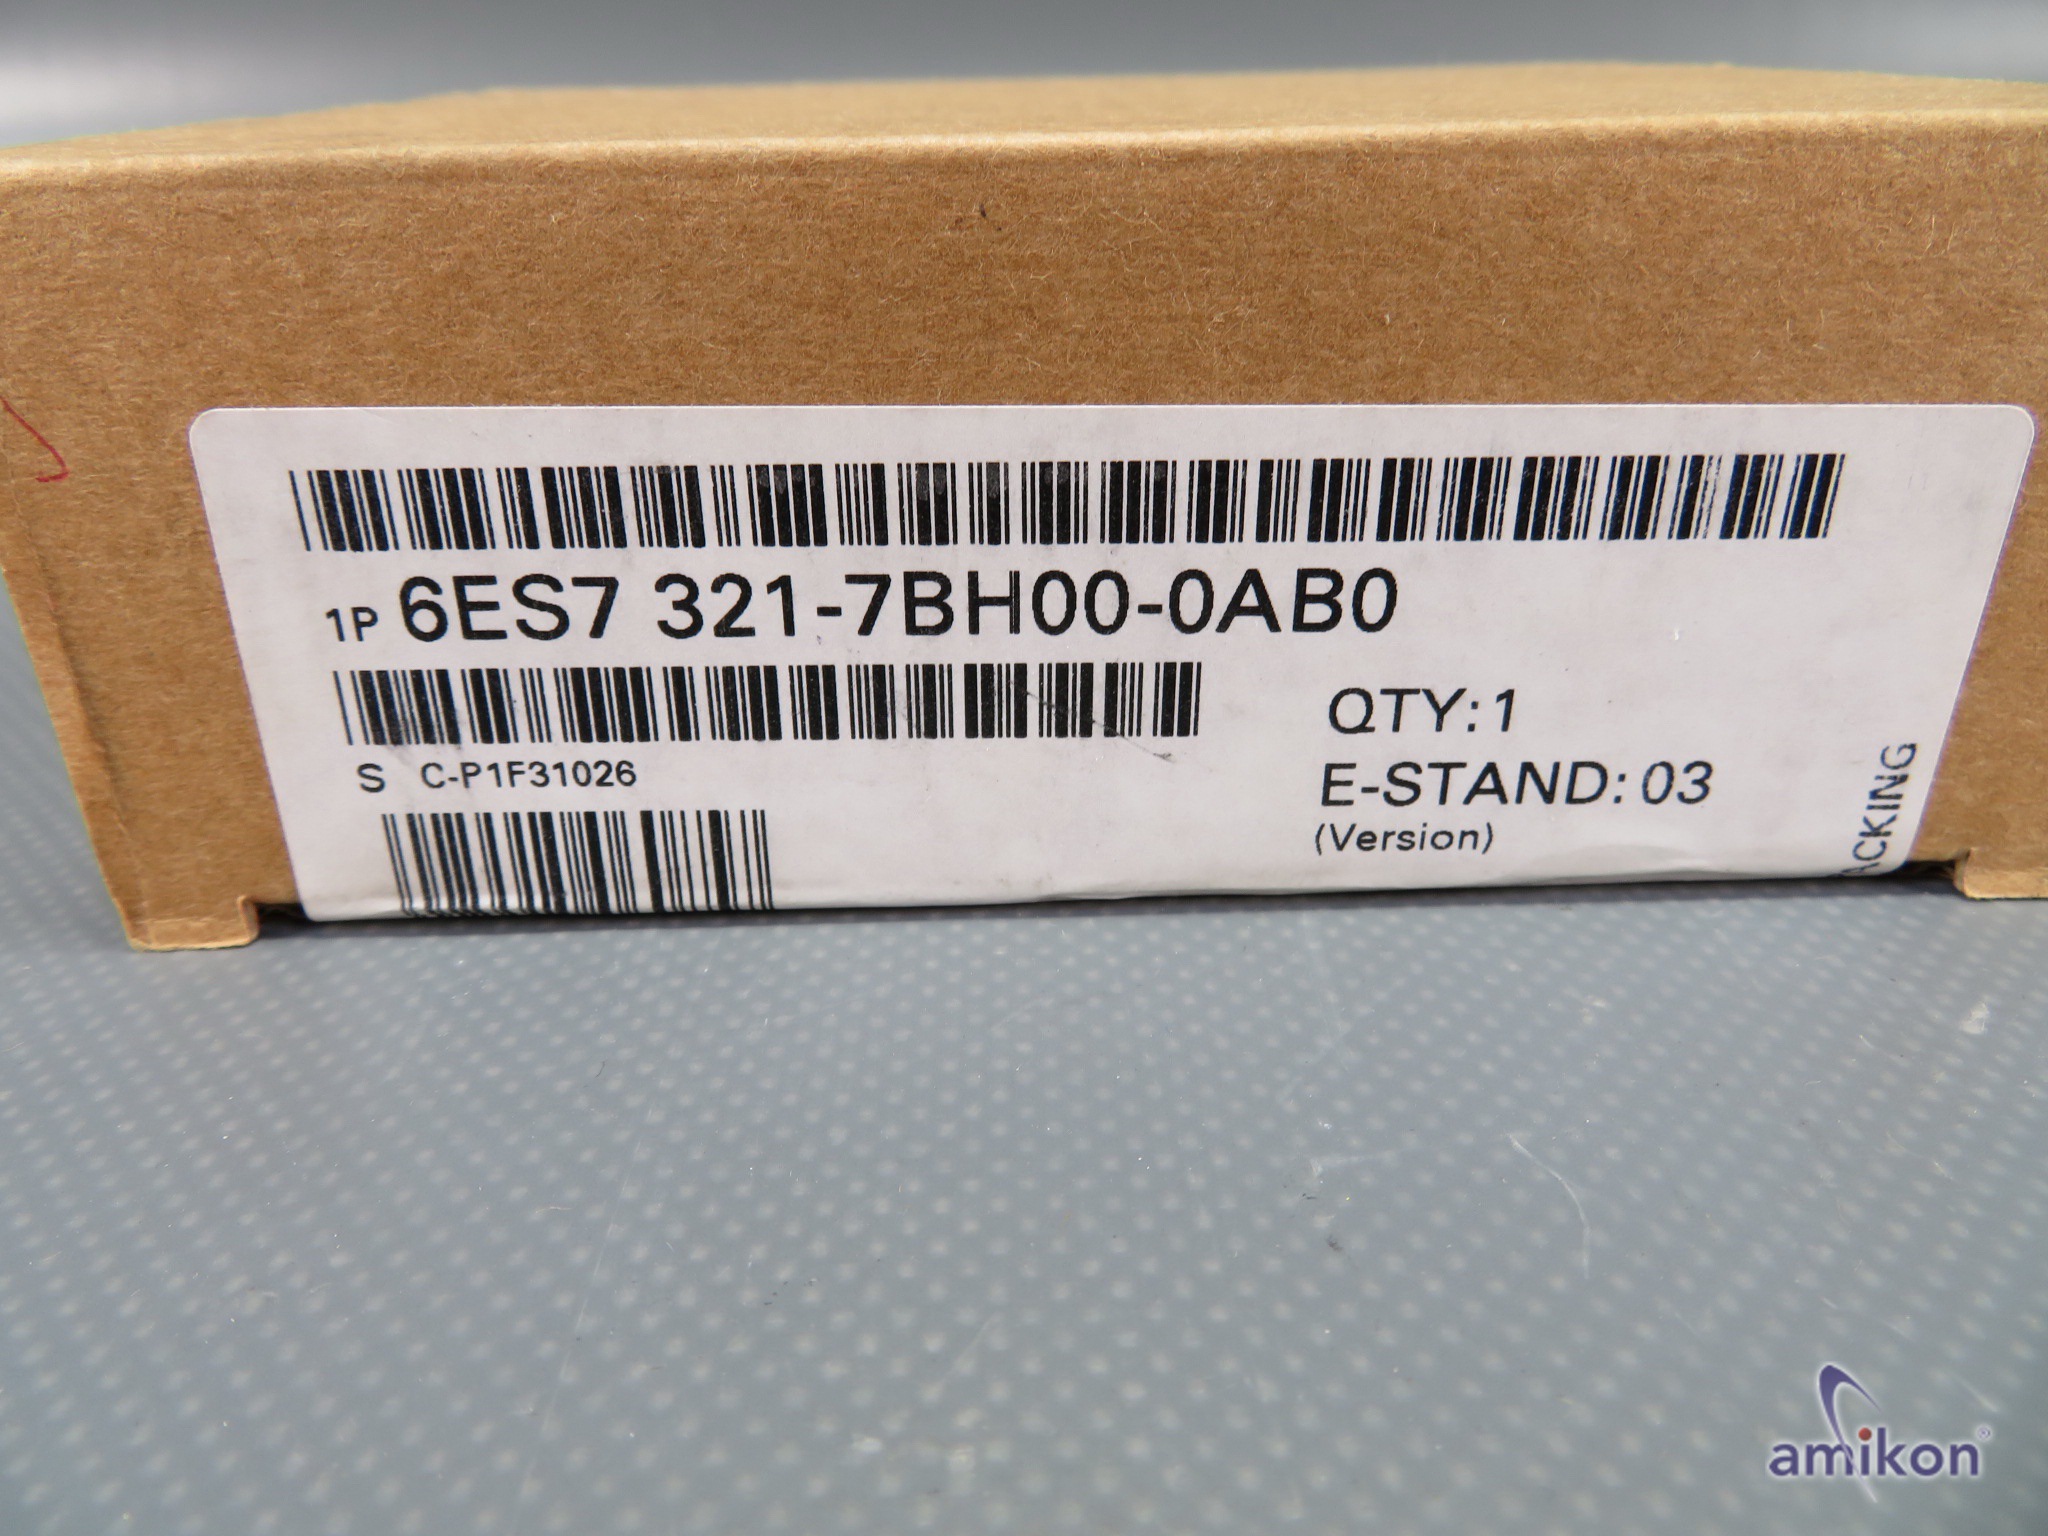 1P 6ES7 321-7BH00-0AB0
S C-P1F31026
QTY: 1
E-STAND: 03
(Version)
ACKING
amikon®